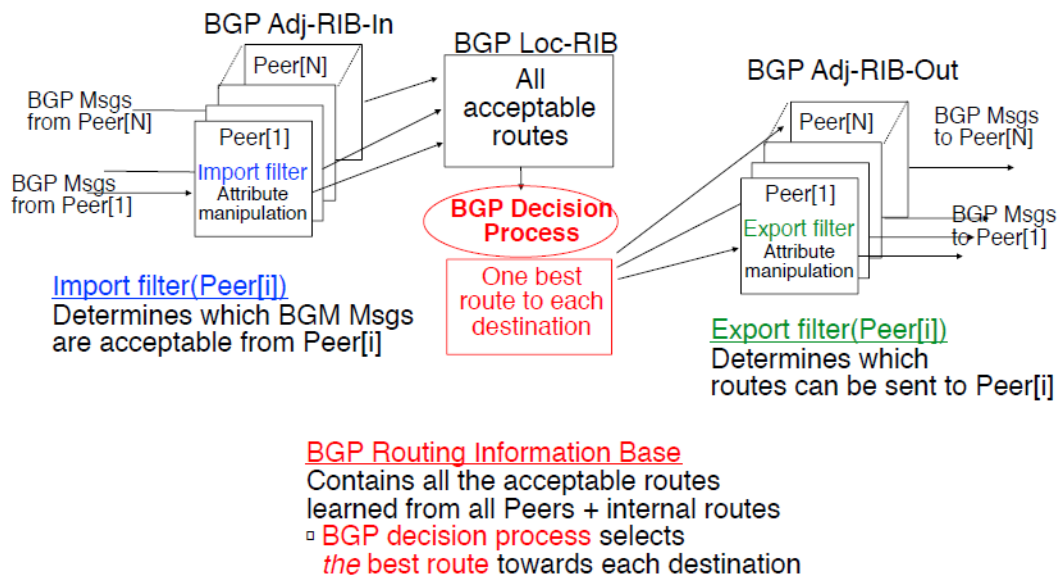 BGP Adj-RIB-In
Peer[N]
BGP Msgs
from Peer[N]
Peer[1]
Import filter
Attribute
manipulation
BGP Msgs
from Peer[1]
BGP Loc-RIB
All
acceptable
routes
BGP Decision
Process
One best
route to each
destination
BGP Adj-RIB-Out
Peer[N]
BGP Msgs
to Peer[N]
Peer[1]
Export filter
Attribute
manipulation
BGP Msgs
to Peer[1]
Import filter(Peer[i])
Determines which BGM Msgs
are acceptable from Peer[i]
Export filter(Peer[i])
Determines which
routes can be sent to Peer[i]
BGP Routing Information Base
Contains all the acceptable routes
learned from all Peers + internal routes
▫ BGP decision process selects
the best route towards each destination